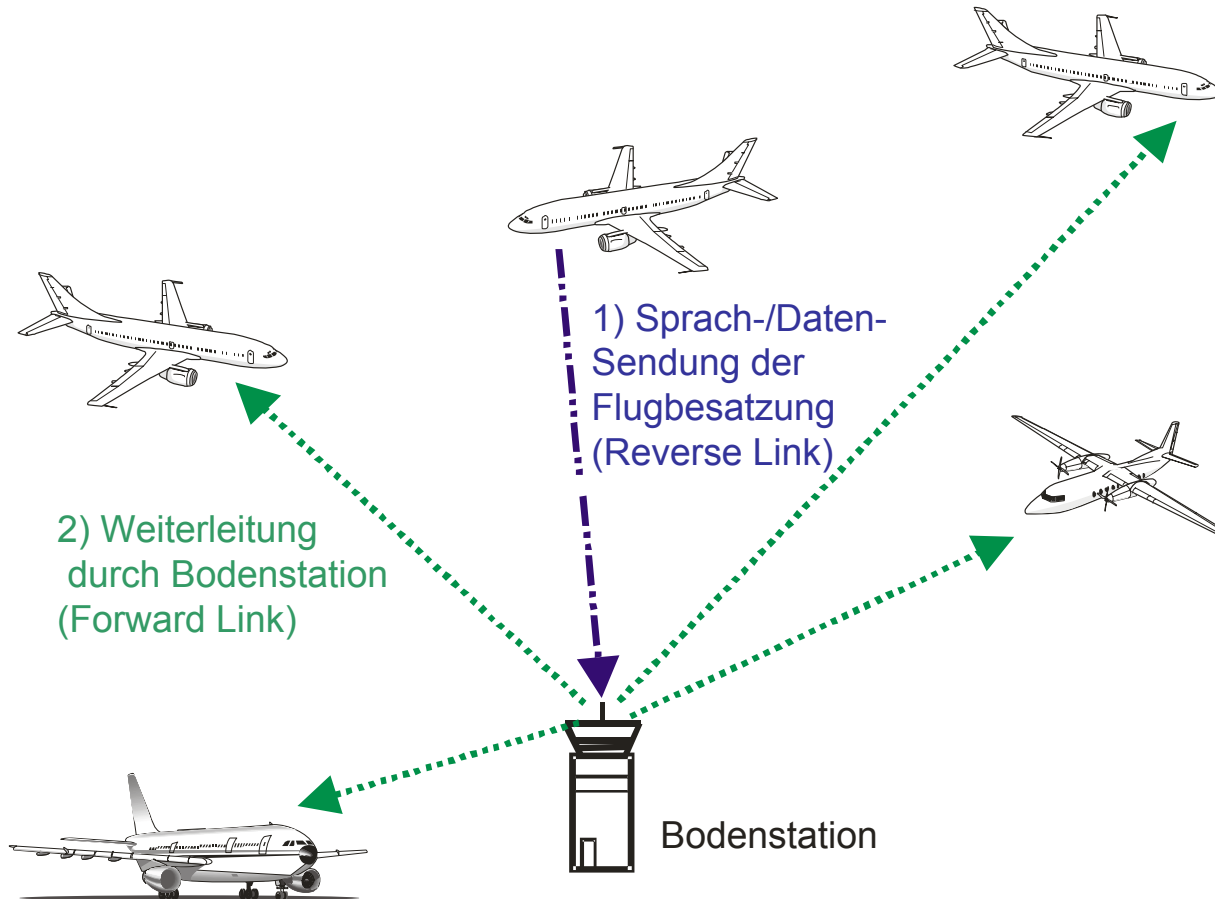 1) Sprach-/Daten-
Sendung der
Flugbesatzung
(Reverse Link)
2) Weiterleitung
durch Bodenstation
(Forward Link)
Bodenstation